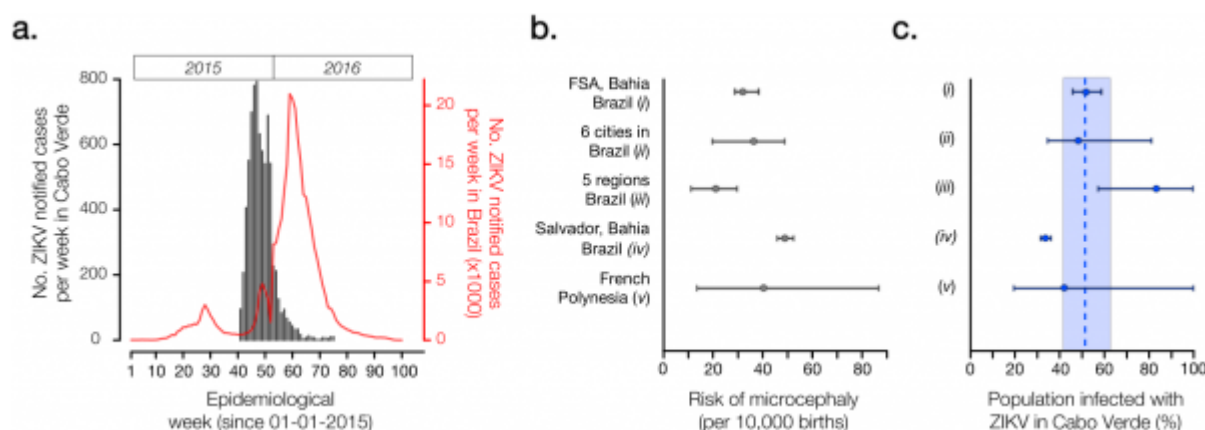 a.
2015 2016
No. ZIKV notified cases
per week in Cabo Verde
800
600
400
200
0
20
15
10
5
0
No. ZIKV notified cases
per week in Brazil (x1000)
1 10 20 30 40 50 60 70 80 90 100
Epidemiological
week (since 01-01-2015)
b.
FSA, Bahia
Brazil (i)
6 cities in
Brazil (ii)
5 regions
Brazil (iii)
Salvador, Bahia
Brazil (iv)
French
Polynesia (v)
0 20 40 60 80
Risk of microcephaly
(per 10,000 births)
c.
(i)
(ii)
(iii)
(iv)
(v)
0 20 40 60 80 100
Population infected with
ZIKV in Cabo Verde (%)